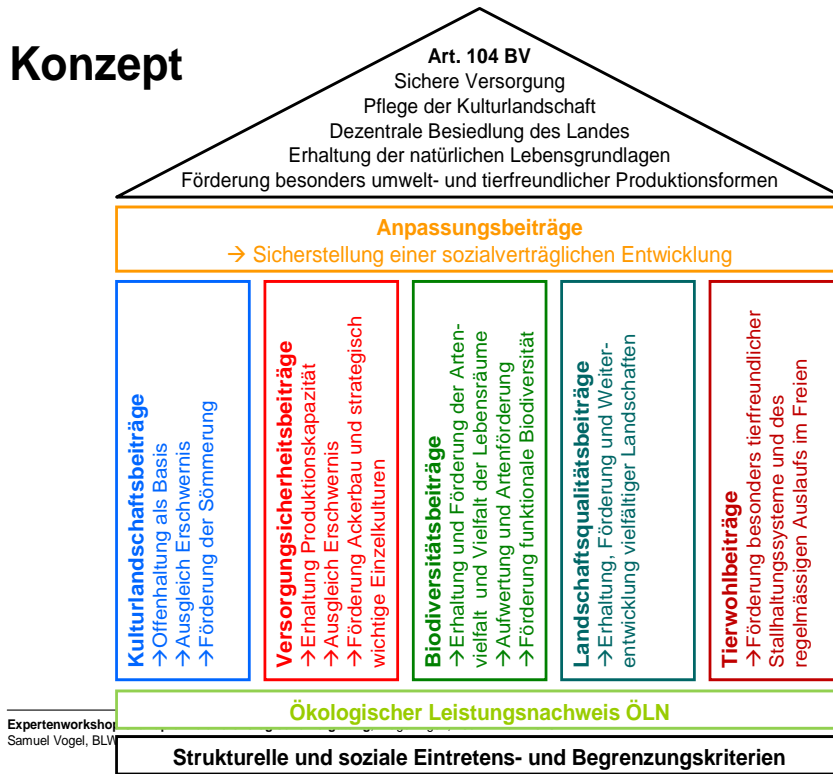 Konzept
Art. 104 BV
Sichere Versorgung
Pflege der Kulturlandschaft
Dezentrale Besiedlung des Landes
Erhaltung der natürlichen Lebensgrundlagen
Förderung besonders umwelt- und tierfreundlicher Produktionsformen
Anpassungsbeiträge
→ Sicherstellung einer sozialverträglichen Entwicklung
Kulturlandschaftsbeiträge
→Offenhaltung als Basis
→Ausgleich Erschwernis
→Förderung der Sömmerung
Versorgungsicherheitsbeiträge
→Erhaltung Produktionskapazität
→Ausgleich Erschwernis
→Förderung Ackerbau und strategisch
wichtige Einzelkulturen
Biodiversitätsbeiträge
→Erhaltung und Förderung der Arten-
vielfalt und Vielfalt der Lebensräume
→Aufwertung und Artenförderung
→Förderung funktionale Biodiversität
Landschaftsqualitätsbeiträge
→Erhaltung, Förderung und Weiter-
entwicklung vielfältiger Landschaften
Tierwohlbeiträge
→Förderung besonders tierfreundlicher
Stallhaltungssysteme und des
regelmässigen Auslaufs im Freien
Ökologischer Leistungsnachweis ÖLN
Expertenworkshop
Samuel Vogel, BLW
Strukturelle und soziale Eintretens- und Begrenzungskriterien